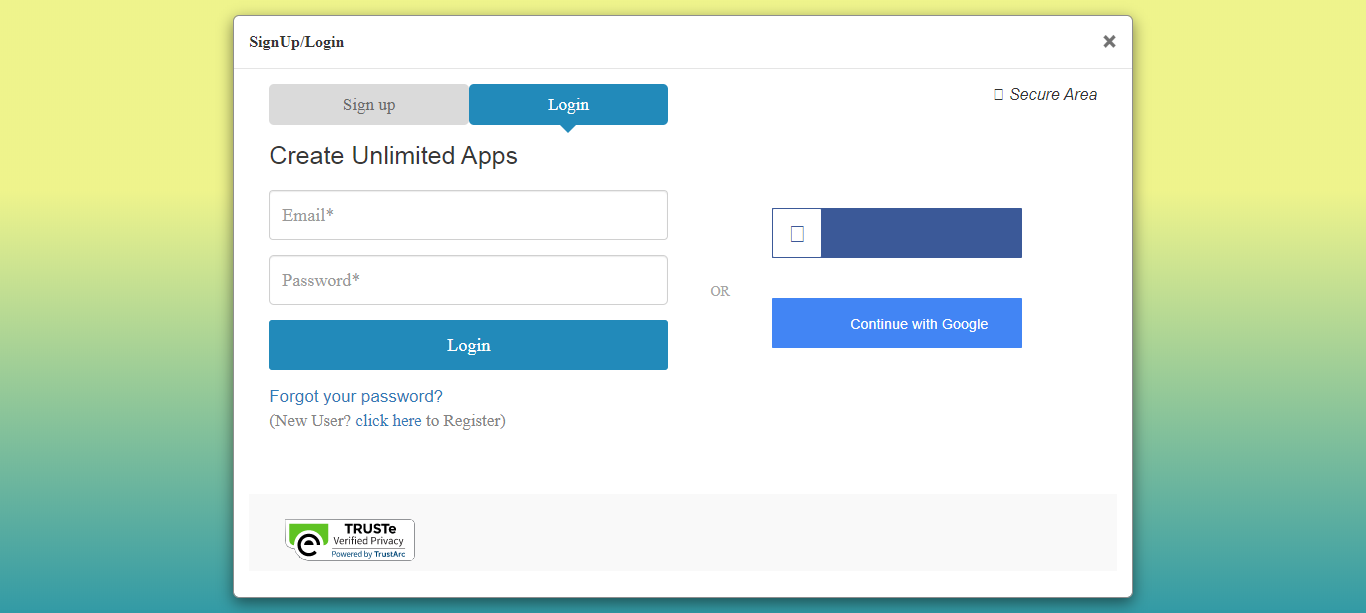 SignUp/Login
Sign up
Login
Secure Area
Create Unlimited Apps
Email*
Password*
OR
Continue with Google
Login
Forgot your password?
(New User? click here to Register)
TRUSTe
Verified Privacy
Powered by TrustArc